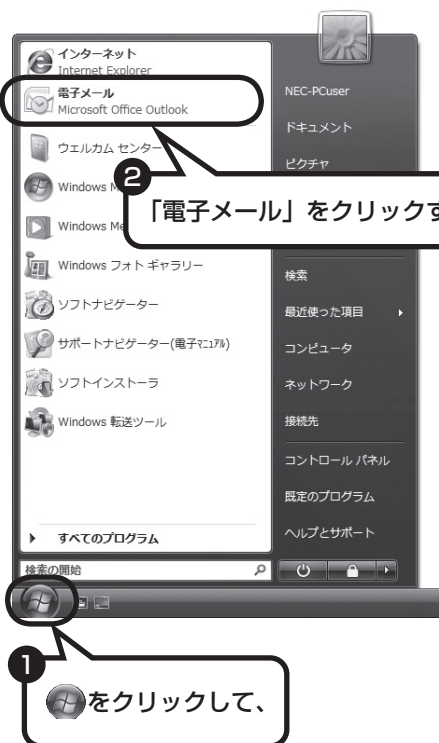 インターネット
Internet Explorer
電子メール
Microsoft Office Outlook
ウェルカム センター
Windows M
Windows Me
Windows フォト ギャラリー
ソフトナビゲーター
サポートナビゲーター(電子マニュアル)
ソフトインストーラ
Windows 転送ツール
すべてのプログラム
検索の開始
NEC-PCuser
ドキュメント
ピクチャ
検索
最近使った項目
コンピュータ
ネットワーク
接続先
コントロール パネル
既定のプログラム
ヘルプとサポート
2
「電子メール」をクリックす
1
をクリックして、